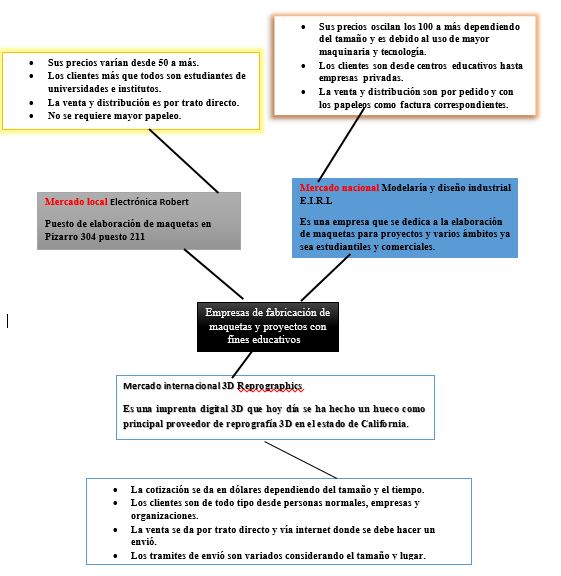 Sus precios varían desde 50 a más.
Los clientes más que todos son estudiantes de
universidades e institutos.
La venta y distribución es por trato directo.
No se requiere mayor papeleo.
Sus precios oscilan los 100 a más dependiendo
del tamaño y es debido al uso de mayor
maquinaria y tecnología.
Los clientes son desde centros educativos hasta
empresas privadas.
La venta y distribución son por pedido y con
los papeleos como factura correspondientes.
Mercado local Electrónica Robert
Puesto de elaboración de maquetas en
Pizarro 304 puesto 211
Mercado nacional Modelaría y diseño industrial
E.I.R.L
Es una empresa que se dedica a la elaboración
de maquetas para proyectos y varios ámbitos ya
sea estudiantiles y comerciales.
Empresas de fabricación de
maquetas y proyectos con
fines educativos
Mercado internacional 3D Reprographics
Es una imprenta digital 3D que hoy día se ha hecho un hueco como
principal proveedor de reprografía 3D en el estado de California.
La cotización se da en dólares dependiendo del tamaño y el tiempo.
Los clientes son de todo tipo desde personas normales, empresas y
organizaciones.
La venta se da por trato directo y vía internet donde se debe hacer un
envió.
Los tramites de envió son variados considerando el tamaño y lugar.